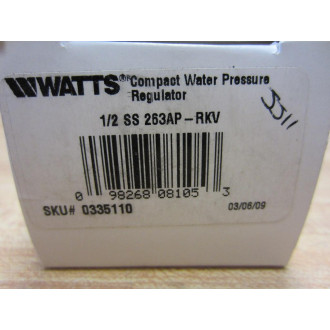 WATTS® Compact Water Pressure
Regulator
1/2 SS 263AP-RKV
0 98268 08105 3
SKU# 0335110 03/06/09